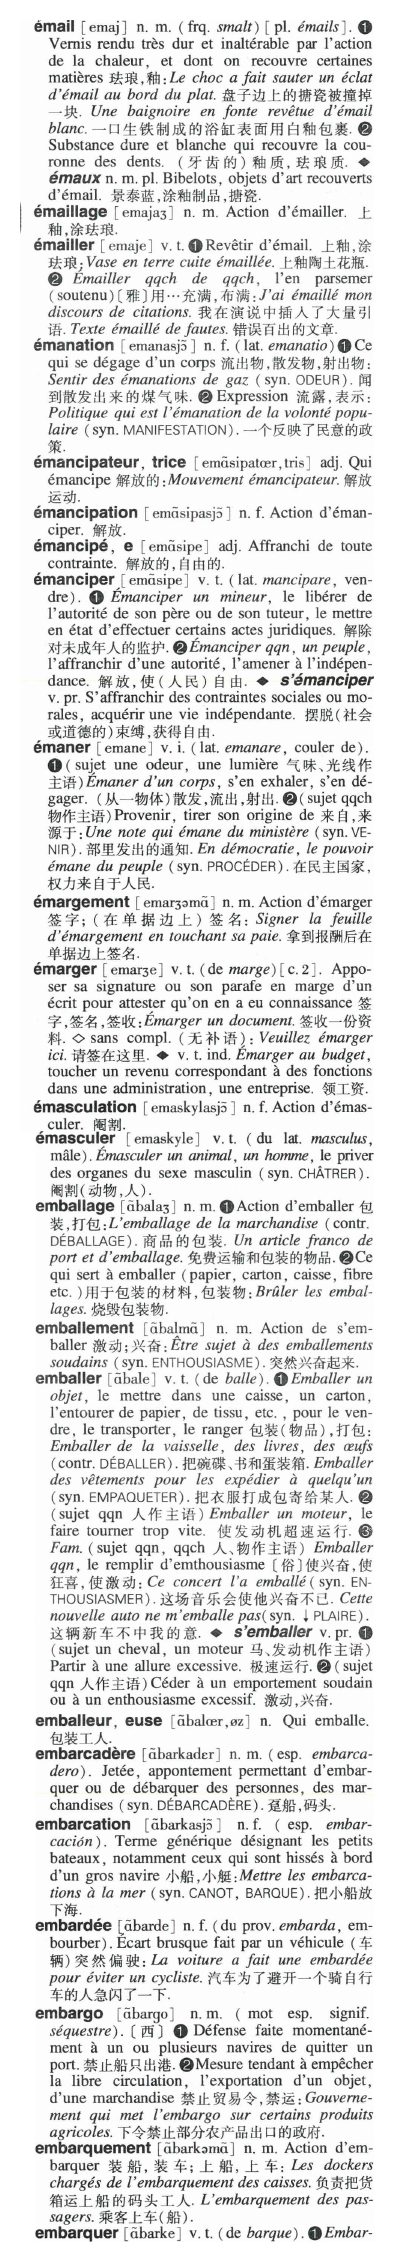 émail [emaj] n. m. (frq. smalt) [pl. émails]. ❶
Vernis rendu très dur et inaltérable par l'action
de la chaleur, et dont on recouvre certaines
matières 珐琅,釉:Le choc a fait sauter un éclat
d'émail au bord du plat. 盘子边上的搪瓷被撞掉
一块. Une baignoire en fonte revêtue d'émail
blanc. 一口生铁制成的浴缸表面用白釉包裹. ❷
Substance dure et blanche qui recouvre la cou-
ronne des dents. (牙齿的)釉质,珐琅质. ◆
émaux n. m. pl. Bibelots, objets d'art recouverts
d'émail. 景泰蓝,涂釉制品,搪瓷.
émaillage [emajaʒ] n. m. Action d'émailler. 上
釉,涂珐琅.
émailler [emaje] v. t. ❶ Revêtir d'émail. 上釉,涂
珐琅:Vase en terre cuite émaillée. 上釉陶土花瓶.
❷ Émailler qqch de qqch, l'en parsemer
(soutenu)[雅]用…充满,布满:J'ai émaillé mon
discours de citations. 我在演说中插入了大量引
语. Texte émaillé de fautes. 错误百出的文章.
émanation [emanasjɔ̃] n. f. (lat. emanatio) ❶ Ce
qui se dégage d'un corps 流出物,散发物,射出物:
Sentir des émanations de gaz (syn. ODEUR). 闻
到散发出来的煤气味. ❷ Expression 流露,表示:
Politique qui est l'émanation de la volonté popu-
laire (syn. MANIFESTATION). 一个反映了民意的政
策.
émancipateur, trice [emɑ̃sipatœr,tris] adj. Qui
émancipe 解放的:Mouvement émancipateur. 解放
运动.
émancipation [emɑ̃sipasjɔ̃] n. f. Action d'éman-
ciper. 解放.
émancipé, e [emɑ̃sipe] adj. Affranchi de toute
contrainte. 解放的,自由的.
émanciper [emɑ̃sipe] v. t. (lat. mancipare, ven-
dre). ❶ Émanciper un mineur, le libérer de
l'autorité de son père ou de son tuteur, le mettre
en état d'effectuer certains actes juridiques. 解除
对未成年人的监护. ❷ Émanciper qqn, un peuple,
l'affranchir d'une autorité, l'amener à l'indépen-
dance. 解放,使(人民)自由. ◆ s'émanciper
v. pr. S'affranchir des contraintes sociales ou mo-
rales, acquérir une vie indépendante. 摆脱(社会
或道德的)束缚,获得自由.
émaner [emane] v. i. (lat. emanare, couler de).
❶ (sujet une odeur, une lumière 气味、光线作
主语) Émaner d'un corps, s'en exhaler, s'en dé-
gager. (从一物体)散发,流出,射出. ❷ (sujet qqch
物作主语) Provenir, tirer son origine de 来自,来
源于:Une note qui émane du ministère (syn. VE-
NIR). 部里发出的通知. En démocratie, le pouvoir
émane du peuple (syn. PROCÉDER). 在民主国家,
权力来自于人民.
émargement [emarʒəmɑ̃] n. m. Action d'émarger
签字;(在单据边上)签名: Signer la feuille
d'émargement en touchant sa paie. 拿到报酬后在
单据边上签名.
émarger [emarʒe] v. t. (de marge) [c. 2]. Appo-
ser sa signature ou son parafe en marge d'un
écrit pour attester qu'on en a eu connaissance 签
字,签名,签收:Émarger un document. 签收一份资
料. ◇ sans compl. (无补语): Veuillez émarger
ici. 请签在这里. ◆ v. t. ind. Émarger au budget,
toucher un revenu correspondant à des fonctions
dans une administration, une entreprise. 领工资.
émasculation [emaskylasjɔ̃] n. f. Action d'émas-
culer. 阉割.
émasculer [emaskyle] v. t. (du lat. masculus,
mâle). Émasculer un animal, un homme, le priver
des organes du sexe masculin (syn. CHÂTRER).
阉割(动物,人).
emballage [ɑ̃balaʒ] n. m. ❶ Action d'emballer 包
装,打包:L'emballage de la marchandise (contr.
DÉBALLAGE). 商品的包装. Un article franco de
port et d'emballage. 免费运输和包装的物品. ❷ Ce
qui sert à emballer (papier, carton, caisse, fibre
etc.) 用于包装的材料,包装物: Brûler les embal-
lages. 烧毁包装物.
emballement [ɑ̃balmɑ̃] n. m. Action de s'em-
baller 激动;兴奋: Être sujet à des emballements
soudains (syn. ENTHOUSIASME). 突然兴奋起来.
emballer [ɑ̃bale] v. t. (de balle). ❶ Emballer un
objet, le mettre dans une caisse, un carton,
l'entourer de papier, de tissu, etc., pour le ven-
dre, le transporter, le ranger 包装(物品),打包:
Emballer de la vaisselle, des livres, des œufs
(contr. DÉBALLER). 把碗碟、书和蛋装箱. Emballer
des vêtements pour les expédier à quelqu'un
(syn. EMPAQUETER). 把衣服打成包寄给某人. ❷
(sujet qqn 人作主语) Emballer un moteur, le
faire tourner trop vite. 使发动机超速运行. ❸
Fam. (sujet qqn, qqch 人、物作主语) Emballer
qqn, le remplir d'emthousiasme [俗]使兴奋,使
狂喜,使激动: Ce concert l'a emballé (syn. EN-
THOUSIASMER). 这场音乐会使他兴奋不已. Cette
nouvelle auto ne m'emballe pas (syn. ↓ PLAIRE).
这辆新车不中我的意. ◆ s'emballer v. pr. ❶
(sujet un cheval, un moteur 马、发动机作主语)
Partir à une allure excessive. 极速运行. ❷ (sujet
qqn 人作主语) Céder à un emportement soudain
ou à un enthousiasme excessif. 激动,兴奋.
emballeur, euse [ɑ̃balœr,øz] n. Qui emballe.
包装工人.
embarcadère [ɑ̃barkadɛr] n. m. (esp. embarca-
dero). Jetée, appontement permettant d'embar-
quer ou de débarquer des personnes, des mar-
chandises (syn. DÉBARCADÈRE). 趸船,码头.
embarcation [ɑ̃barkasjɔ̃] n. f. (esp. embar-
cación). Terme générique désignant les petits
bateaux, notamment ceux qui sont hissés à bord
d'un gros navire 小船,小艇:Mettre les embarca-
tions à la mer (syn. CANOT, BARQUE). 把小船放
下海.
embardée [ɑ̃barde] n. f. (du prov. embarda, em-
bourber). Écart brusque fait par un véhicule (车
辆)突然偏驶: La voiture a fait une embardée
pour éviter un cycliste. 汽车为了避开一个骑自行
车的人急闪了一下.
embargo [ɑ̃bargo] n. m. (mot esp. signif.
séquestre). [西] ❶ Défense faite momentané-
ment à un ou plusieurs navires de quitter un
port. 禁止船只出港. ❷ Mesure tendant à empêcher
la libre circulation, l'exportation d'un objet,
d'une marchandise 禁止贸易令,禁运:Gouverne-
ment qui met l'embargo sur certains produits
agricoles. 下令禁止部分农产品出口的政府.
embarquement [ɑ̃barkəmɑ̃] n. m. Action d'em-
barquer 装船,装车;上船,上车: Les dockers
chargés de l'embarquement des caisses. 负责把货
箱运上船的码头工人. L'embarquement des pas-
sagers. 乘客上车(船).
embarquer [ɑ̃barke] v. t. (de barque). ❶ Embar-